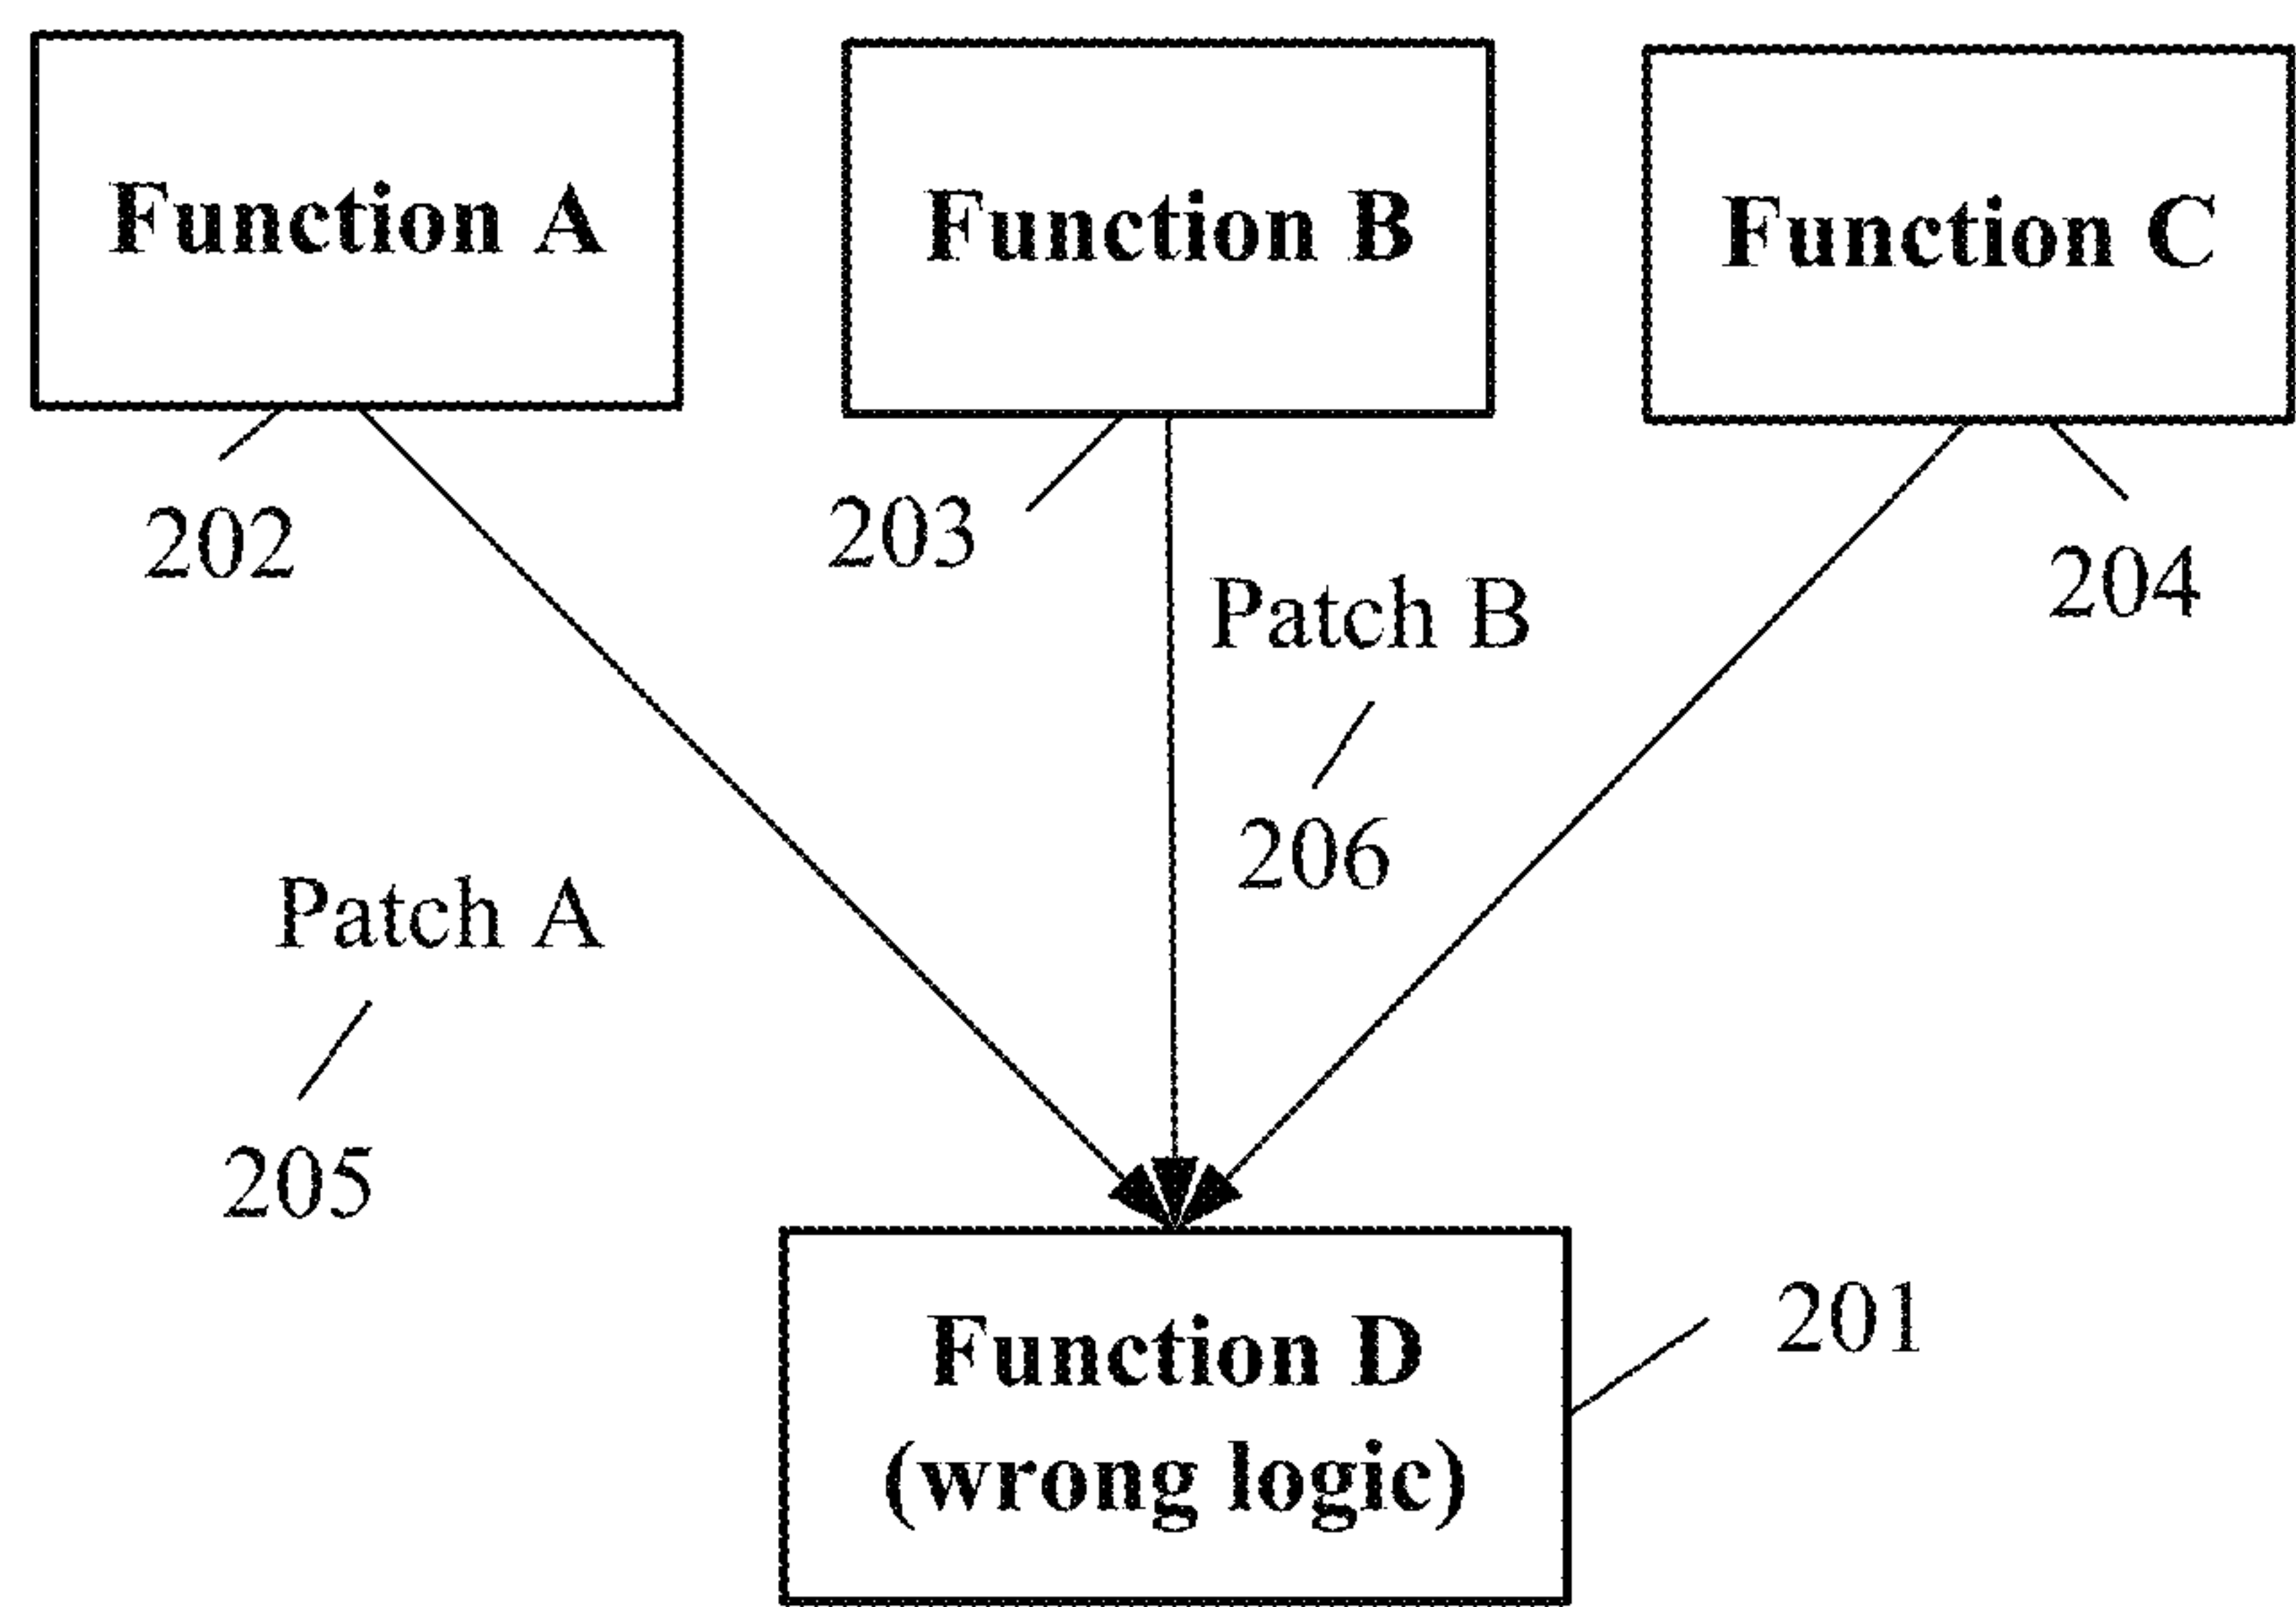 Function A
Function B
Function C
202
203
204
Patch B
206
Patch A
205
Function D
(wrong logic)
201